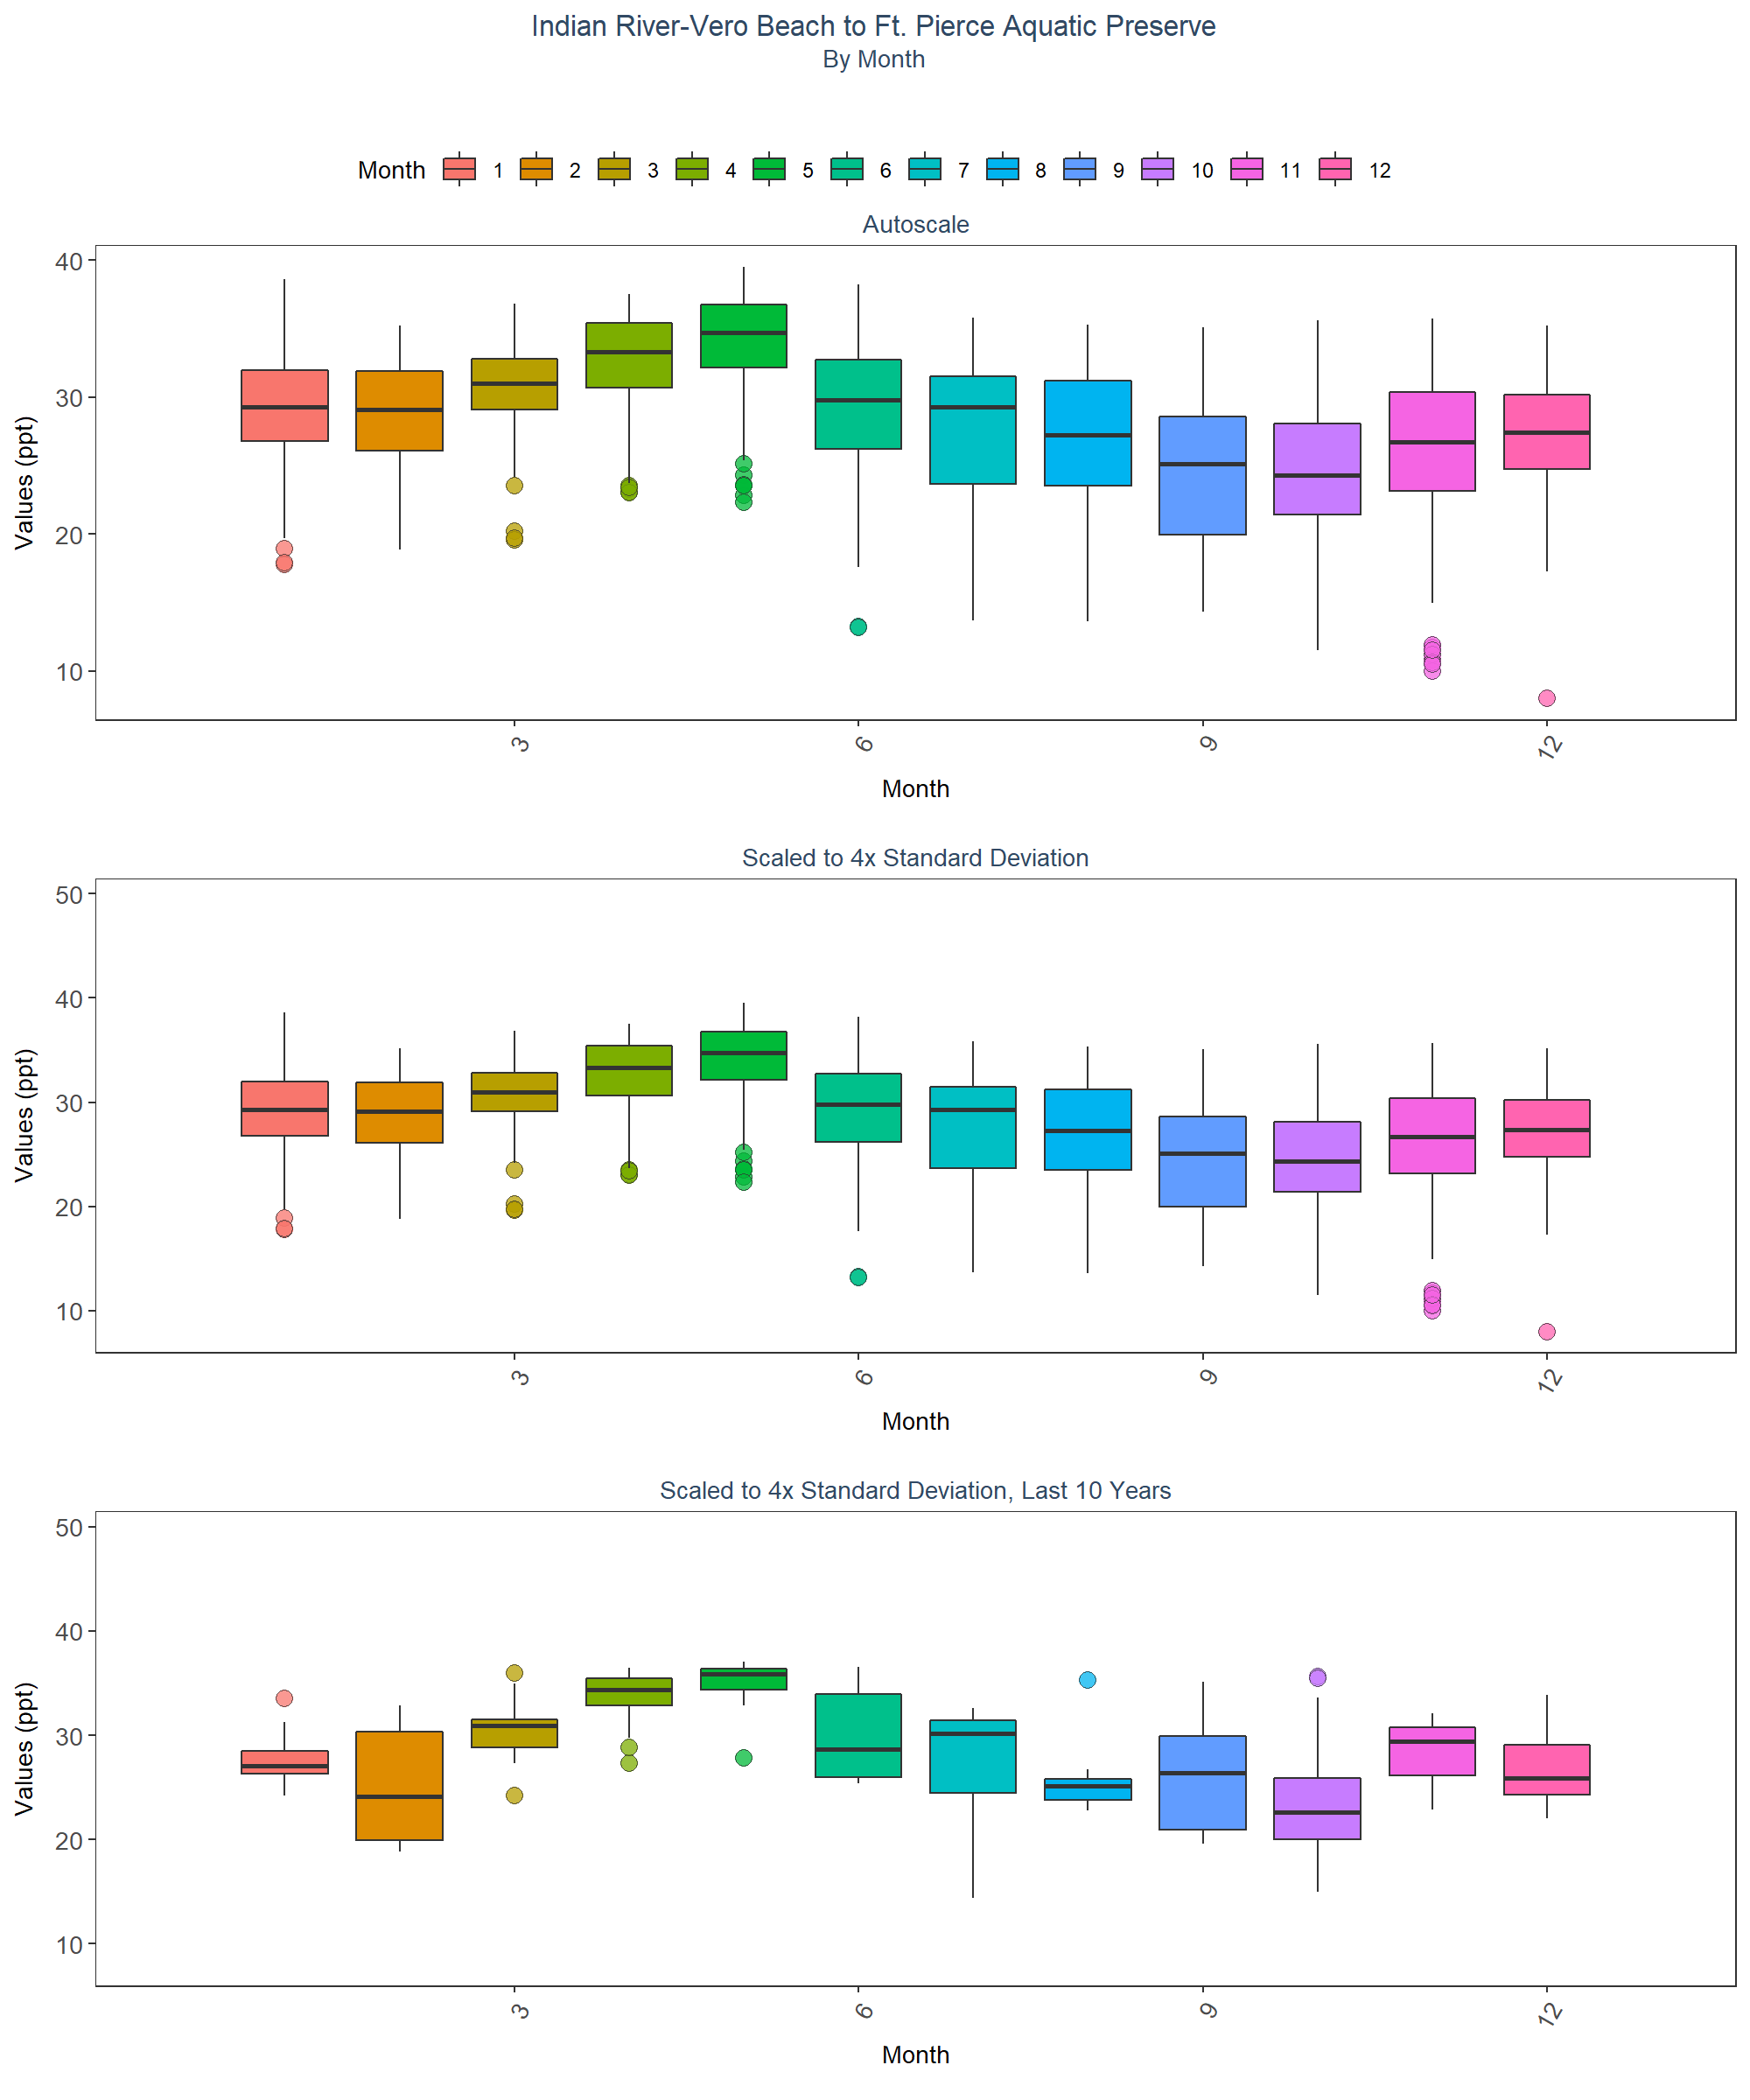 Indian River-Vero Beach to Ft. Pierce Aquatic Preserve
By Month
Month 1 2 3 4 5 6 7 8 9 10 11 12
Autoscale
Values (ppt)
40
30
20
10
3 6 9 12
Month
Scaled to 4x Standard Deviation
Values (ppt)
50
40
30
20
10
3 6 9 12
Month
Scaled to 4x Standard Deviation, Last 10 Years
Values (ppt)
50
40
30
20
10
3 6 9 12
Month